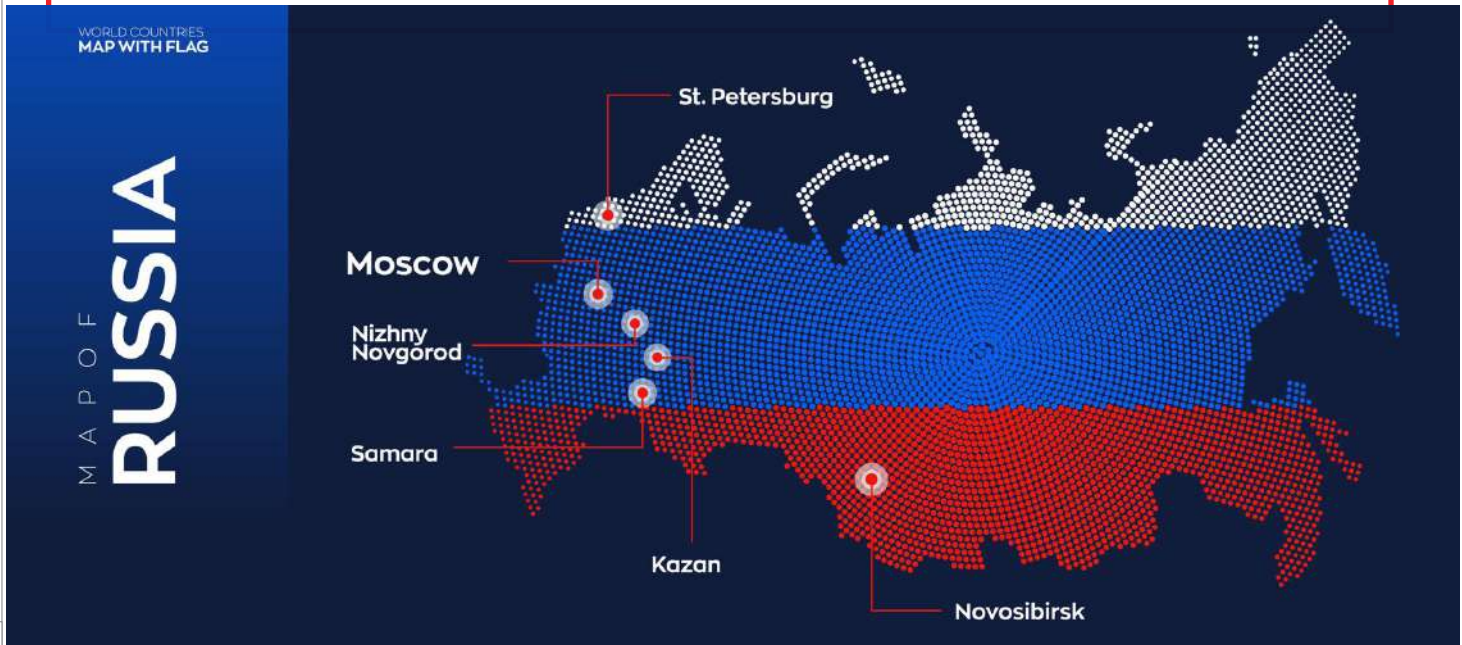 WORLD COUNTRIES
MAP WITH FLAG
MAP OF
RUSSIA
St. Petersburg
Moscow
Nizhny
Novgorod
Samara
Kazan
Novosibirsk